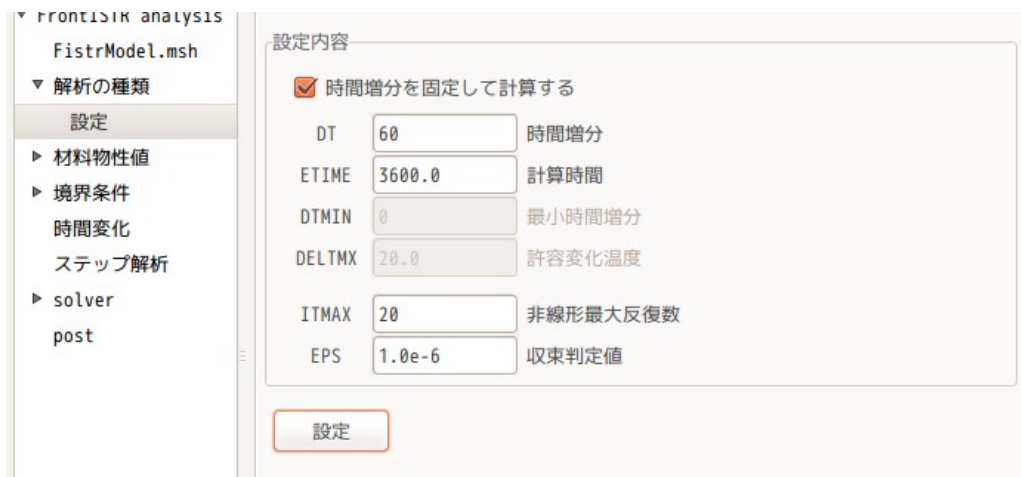 FrontISTR analysis
FistrModel.msh
解析の種類
設定
材料物性値
境界条件
時間変化
ステップ解析
solver
post
設定内容
時間増分を固定して計算する
DT 60 時間増分
ETIME 3600.0 計算時間
DTMIN 0 最小時間増分
DELTMX 20.0 許容変化温度
ITMAX 20 非線形最大反復数
EPS 1.0e-6 収束判定値
設定